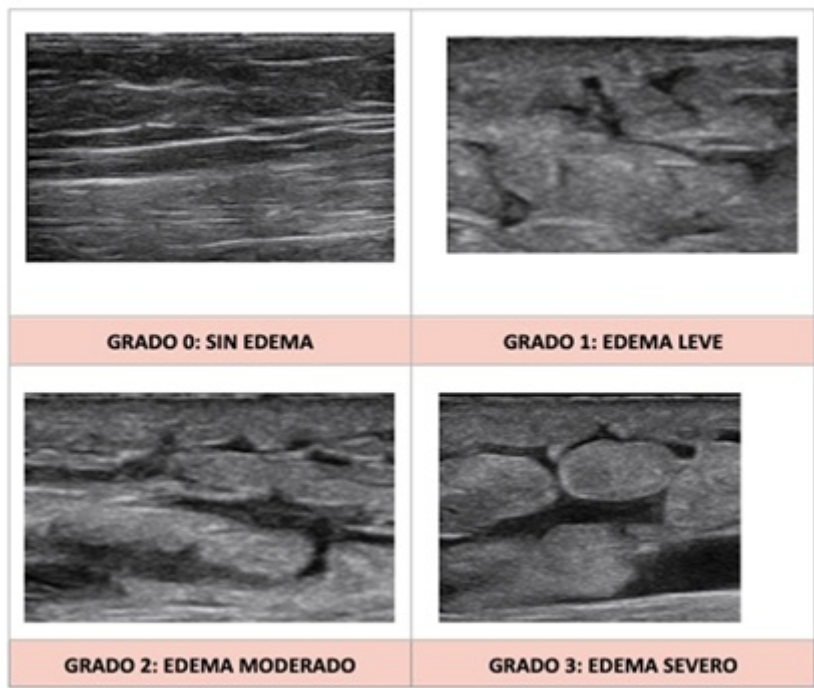 GRADO 0: SIN EDEMA
GRADO 1: EDEMA LEVE
GRADO 2: EDEMA MODERADO
GRADO 3: EDEMA SEVERO